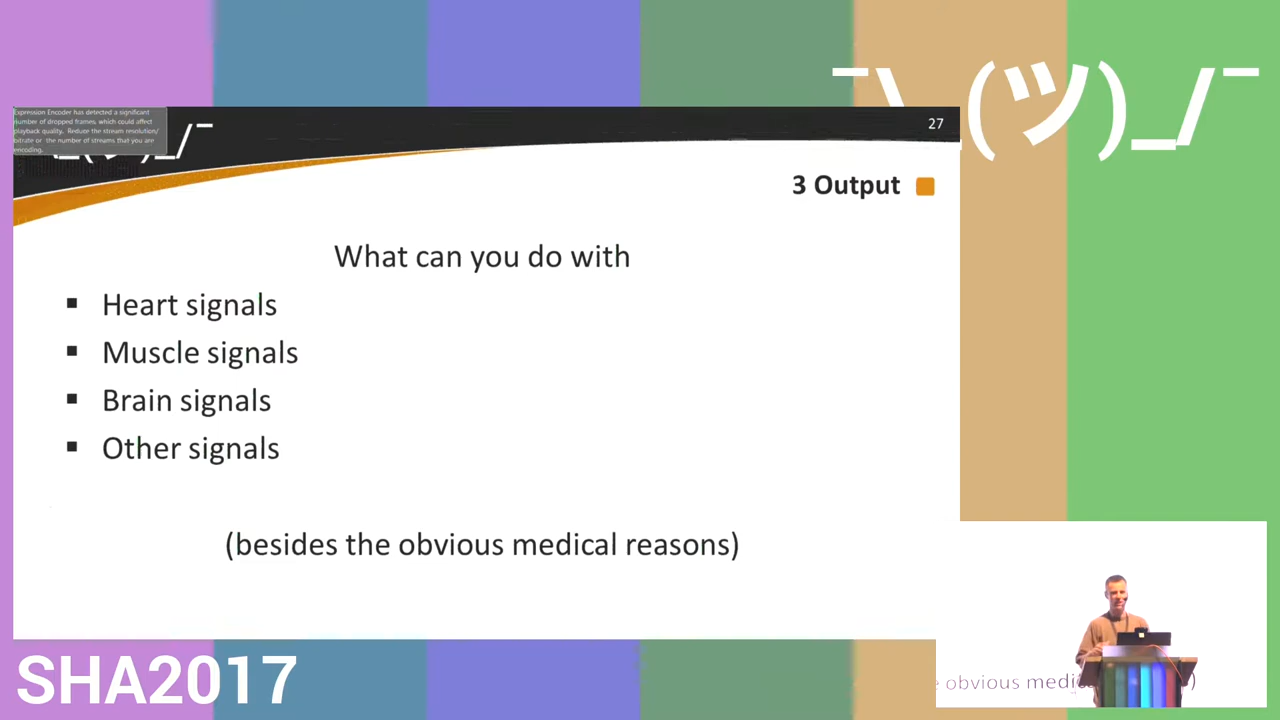 ¯\_(ツ)_/¯
Expression Encoder has detected a significant
number of dropped frames, which could affect
playback quality. Reduce the stream resolution/
bitrate or the number of streams that you are
encoding.
27
3 Output
What can you do with
▪ Heart signals
▪ Muscle signals
▪ Brain signals
▪ Other signals
(besides the obvious medical reasons)
obvious medic
SHA2017